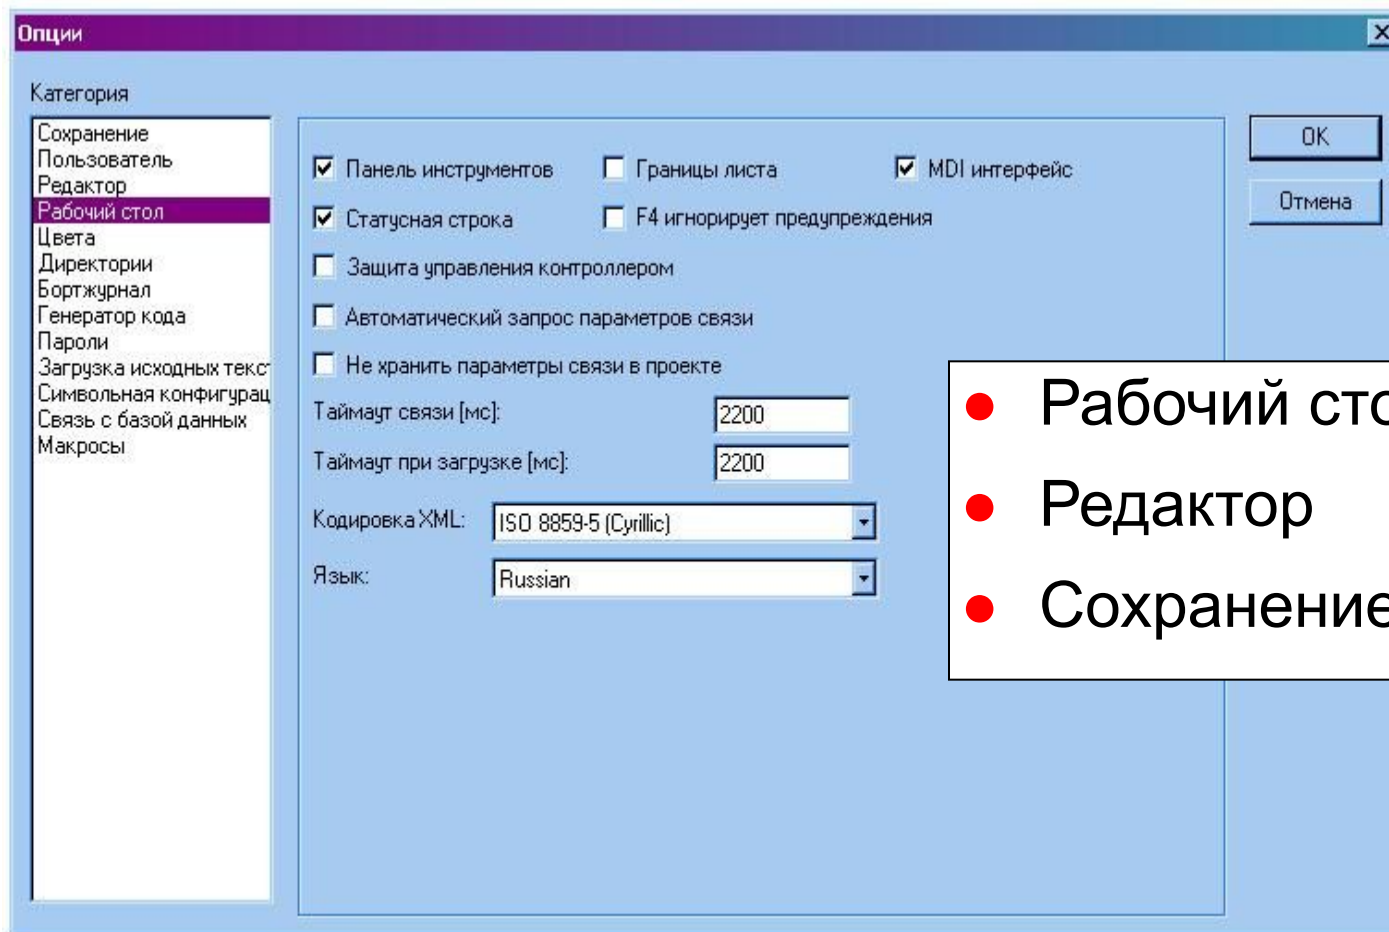 Опции
Категория
Сохранение
Пользователь
Редактор
Рабочий стол
Цвета
Директории
Бортжурнал
Генератор кода
Пароли
Загрузка исходных текст
Символьная конфигурац
Связь с базой данных
Макросы
Панель инструментов Границы листа MDI интерфейс
Статусная строка F4 игнорирует предупреждения
Защита управления контроллером
Автоматический запрос параметров связи
Не хранить параметры связи в проекте
Таймаут связи [мс]: 2200
Таймаут при загрузке [мс]: 2200
Кодировка XML: ISO 8859-5 (Cyrillic)
Язык: Russian
OK
Отмена
• Рабочий сто
• Редактор
• Сохранение